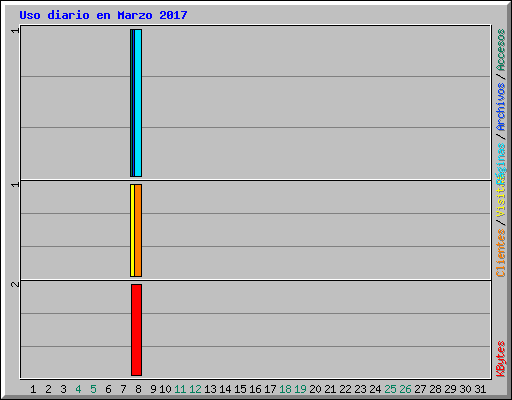 Uso diario en Marzo 2017
1
1
2
1 2 3 4 5 6 7 8 9 10 11 12 13 14 15 16 17 18 19 20 21 22 23 24 25 26 27 28 29 30 31
KBytes
Clientes / Visitas
Páginas / Archivos / Accesos